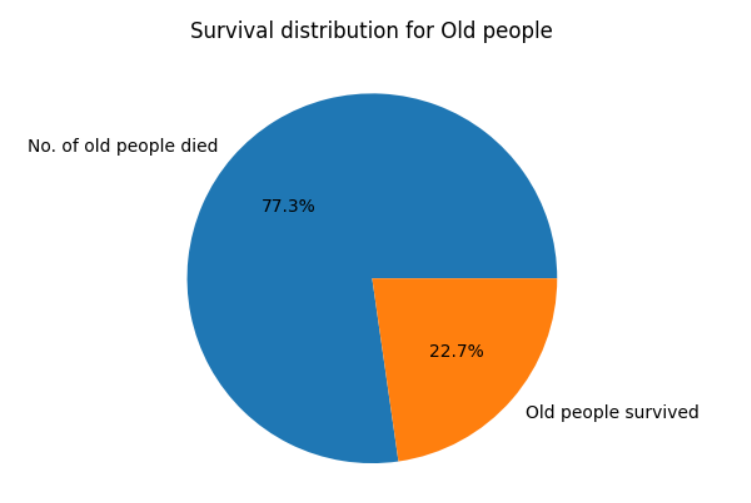 Survival distribution for Old people
No. of old people died
77.3%
22.7%
Old people survived